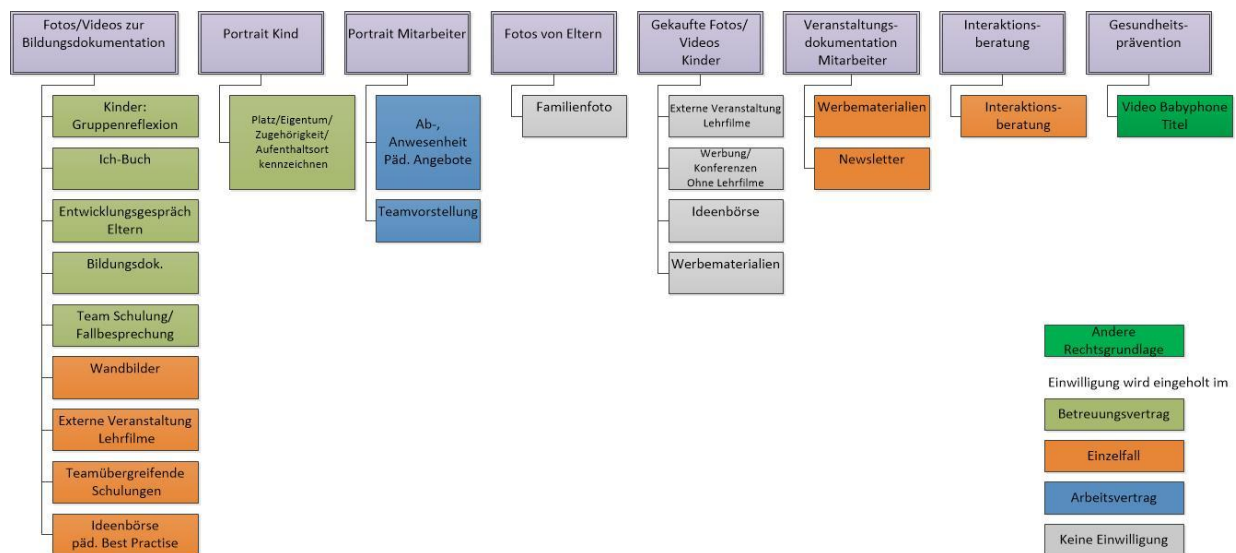 Fotos/Videos zur
Bildungsdokumentation
Kinder:
Gruppenreflexion
Ich-Buch
Entwicklungsgespräch
Eltern
Bildungsdok.
Team Schulung/
Fallbesprechung
Wandbilder
Externe Veranstaltung
Lehrfilme
Teamübergreifende
Schulungen
Ideenbörse
päd. Best Practise
Portrait Kind
Platz/Eigentum/
Zugehörigkeit/
Aufenthaltsort
kennzeichnen
Portrait Mitarbeiter
Ab-,
Anwesenheit
Päd. Angebote
Teamvorstellung
Fotos von Eltern
Familienfoto
Gekaufte Fotos/
Videos
Kinder
Externe Veranstaltung
Lehrfilme
Werbung/
Konferenzen
Ohne Lehrfilme
Ideenbörse
Werbematerialien
Veranstaltungs-
dokumentation
Mitarbeiter
Werbematerialien
Newsletter
Interaktions-
beratung
Interaktions-
beratung
Gesundheits-
prävention
Video Babyphone
Titel
Andere
Rechtsgrundlage
Einwilligung wird eingeholt im
Betreuungsvertrag
Einzelfall
Arbeitsvertrag
Keine Einwilligung